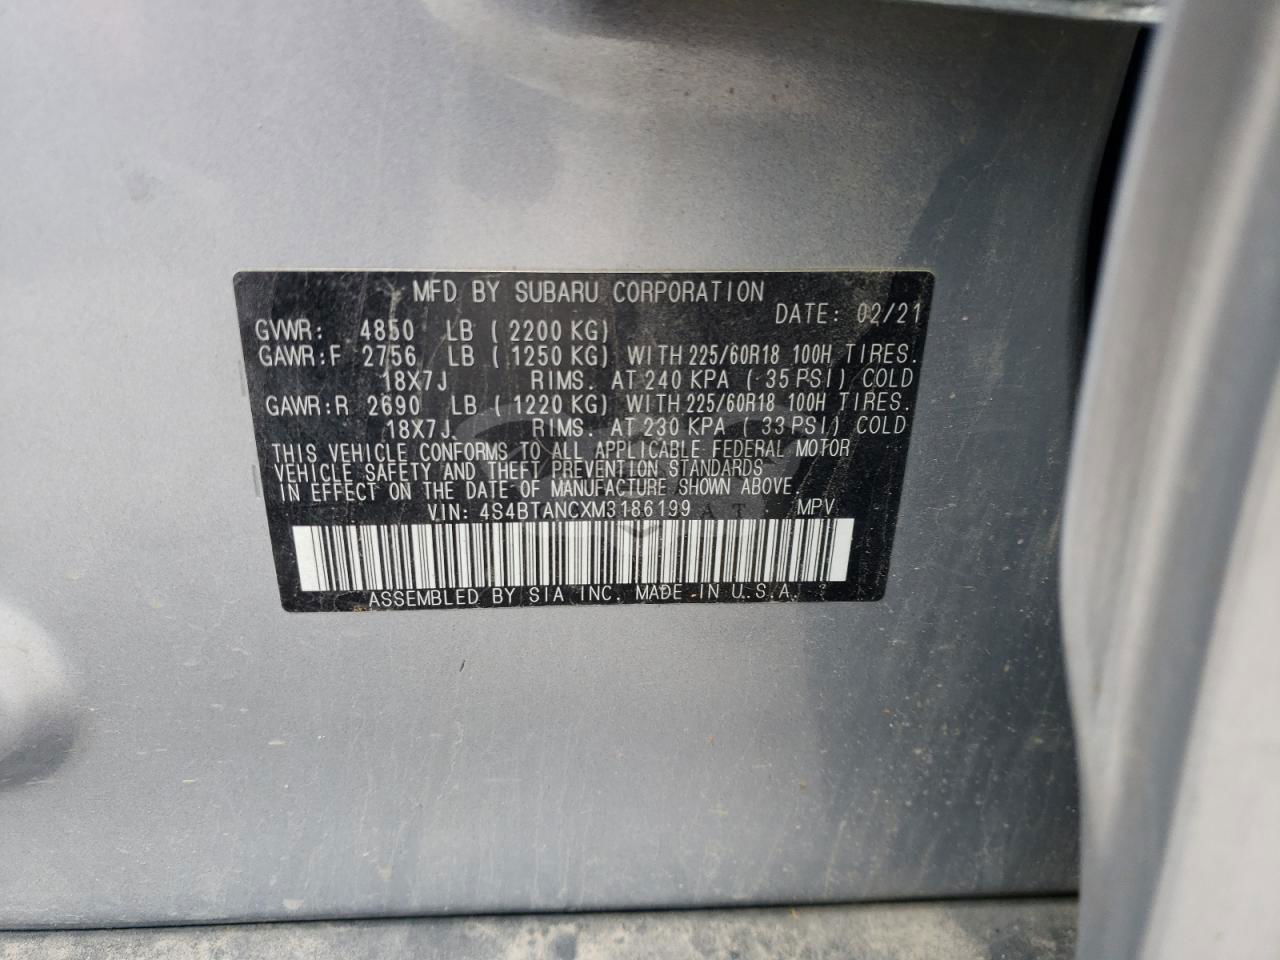 MFD BY SUBARU CORPORATION
DATE: 02/21
GVWR: 4850 LB ( 2200 KG)
GAWR:F 2756 LB ( 1250 KG) WITH 225/60R18 100H TIRES.
18X7J RIMS. AT 240 KPA ( 35 PSI) COLD
GAWR:R 2690 LB ( 1220 KG) WITH 225/60R18 100H TIRES.
18X7J. RIMS. AT 230 KPA ( 33 PSI) COLD
THIS VEHICLE CONFORMS TO ALL APPLICABLE FEDERAL MOTOR
VEHICLE SAFETY AND THEFT PREVENTION STANDARDS
IN EFFECT ON THE DATE OF MANUFACTURE SHOWN ABOVE.
VIN: 4S4BTANCXM3186199 MPV
ASSEMBLED BY SIA INC. MADE IN U.S.A.